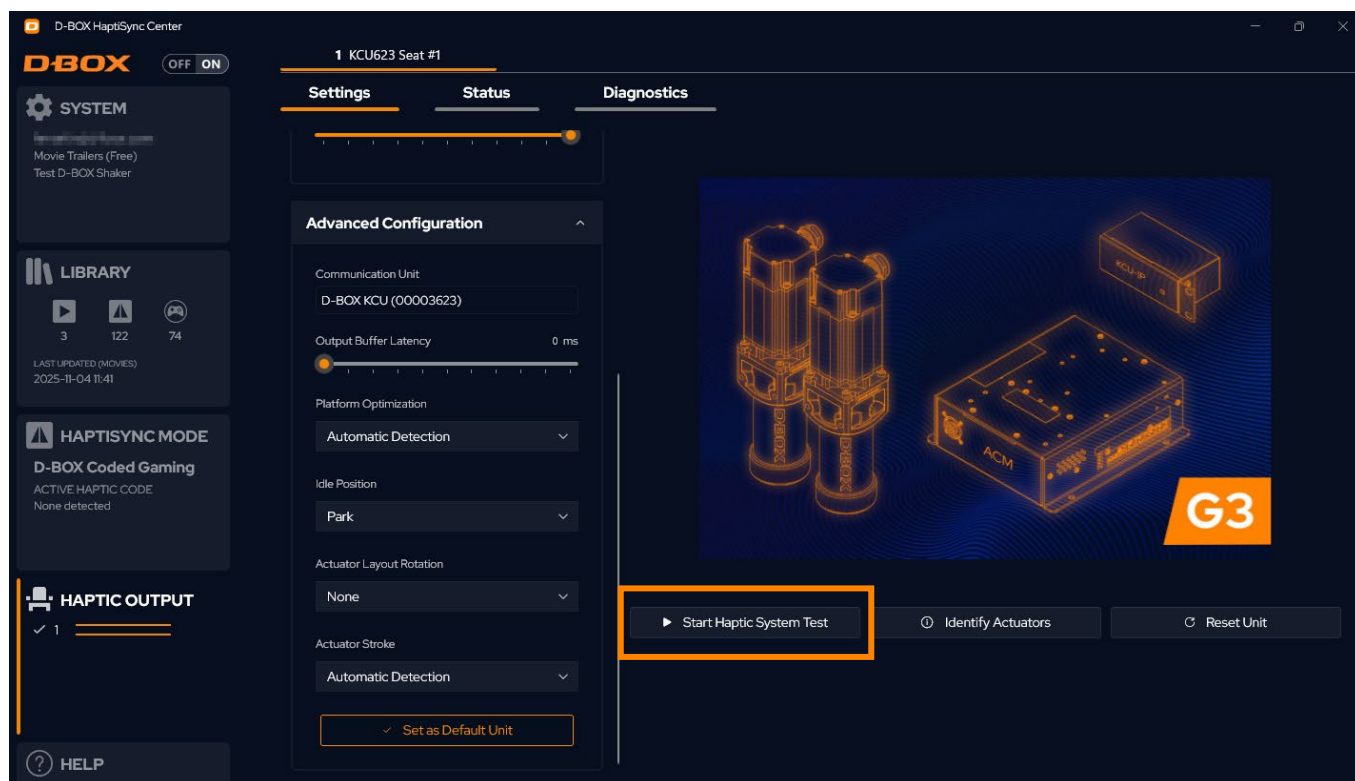 D-BOX HaptiSync Center
D-BOX
OFF ON
SYSTEM
Movie Trailers (Free)
Test D-BOX Shaker
LIBRARY
3 122 74
LAST UPDATED (MOVIES)
2025-11-04 11:41
HAPTISYNC MODE
D-BOX Coded Gaming
ACTIVE HAPTIC CODE
None detected
HAPTIC OUTPUT
1
HELP
1 KCU623 Seat #1
Settings Status Diagnostics
Advanced Configuration
Communication Unit
D-BOX KCU (00003623)
Output Buffer Latency 0 ms
Platform Optimization
Automatic Detection
Idle Position
Park
Actuator Layout Rotation
None
Actuator Stroke
Automatic Detection
Set as Default Unit
KCU-IP
D-BOX
D-BOX
ACM
G3
Start Haptic System Test
Identify Actuators
Reset Unit